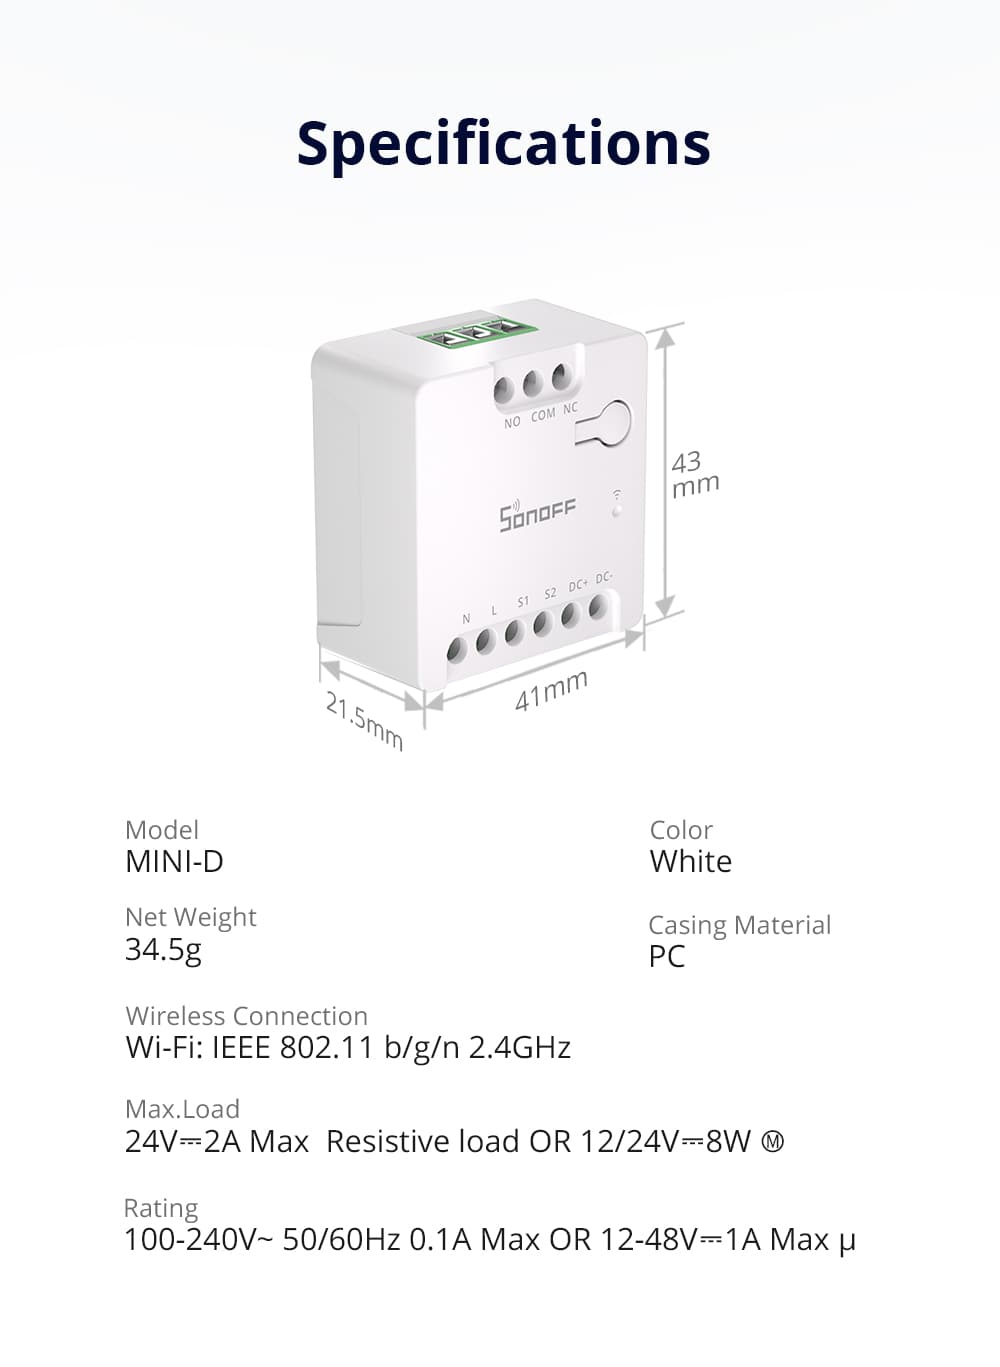 Specifications
NO COM NC
43
mm
SONOFF
N L S1 S2 DC+ DC-
41mm
21.5mm
Model
MINI-D
Color
White
Net Weight
34.5g
Casing Material
PC
Wireless Connection
Wi-Fi: IEEE 802.11 b/g/n 2.4GHz
Max.Load
24V⎓2A Max Resistive load OR 12/24V⎓8W Ⓜ
Rating
100-240V~ 50/60Hz 0.1A Max OR 12-48V⎓1A Max µ